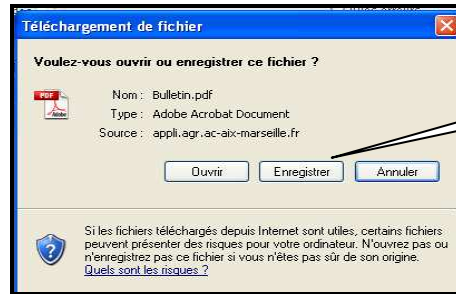 Téléchargement de fichier
Voulez-vous ouvrir ou enregistrer ce fichier ?
PDF
Adobe
Nom : Bulletin.pdf
Type : Adobe Acrobat Document
Source : appli.agr.ac-aix-marseille.fr
Ouvrir Enregistrer Annuler
Si les fichiers téléchargés depuis Internet sont utiles, certains fichiers
peuvent présenter des risques pour votre ordinateur. N'ouvrez pas ou
n'enregistrez pas ce fichier si vous n'êtes pas sûr de son origine.
Quels sont les risques ?